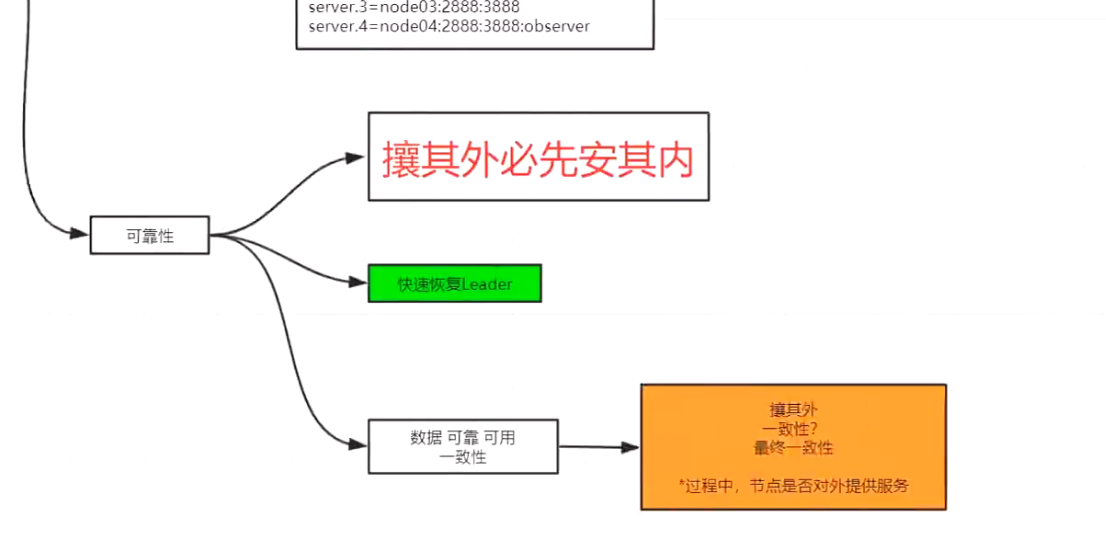 server.3=node03:2888:3888
server.4=node04:2888:3888:observer
攘其外必先安其内
可靠性
快速恢复Leader
数据 可靠 可用
一致性
攘其外
一致性?
最终一致性
*过程中，节点是否对外提供服务